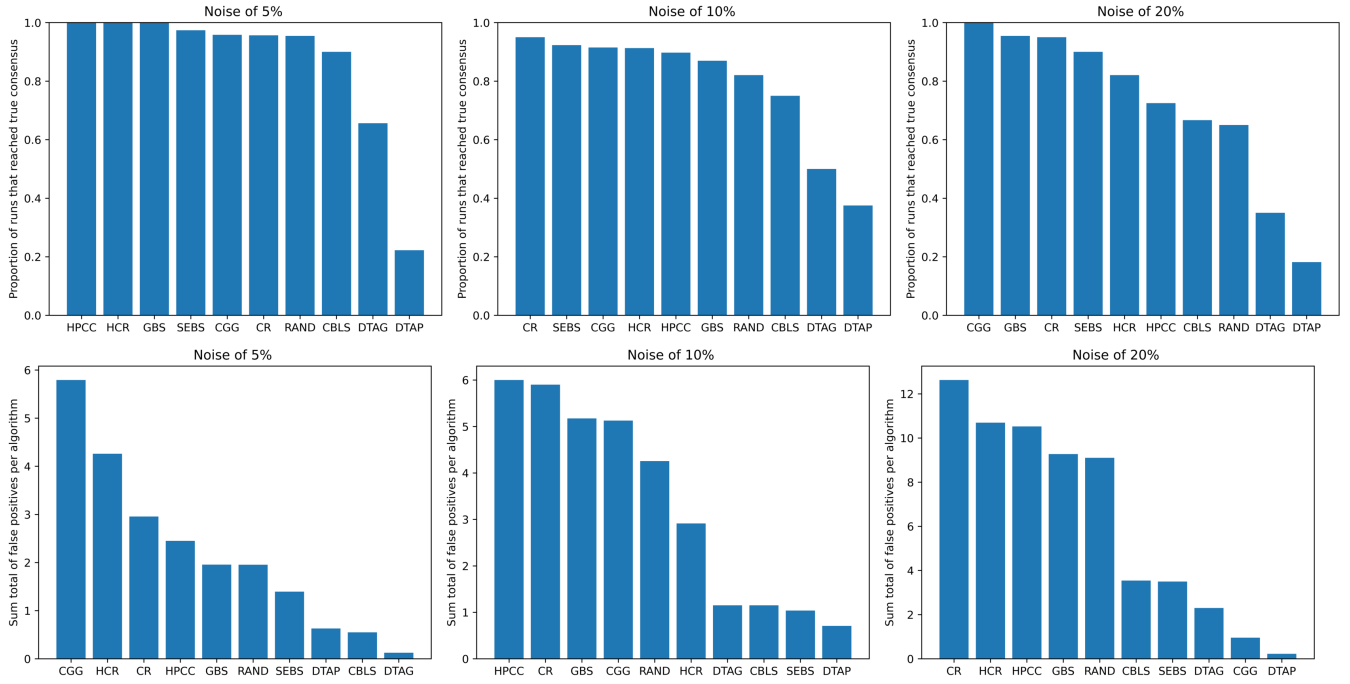 Noise of 5%
Proportion of runs that reached true consensus
1.0
0.8
0.6
0.4
0.2
0.0
HPCC HCR GBS SEBS CGG CR RAND CBLS DTAG DTAP
Noise of 10%
Proportion of runs that reached true consensus
1.0
0.8
0.6
0.4
0.2
0.0
CR SEBS CGG HCR HPCC GBS RAND CBLS DTAG DTAP
Noise of 20%
Proportion of runs that reached true consensus
1.0
0.8
0.6
0.4
0.2
0.0
CGG GBS CR SEBS HCR HPCC CBLS RAND DTAG DTAP
Noise of 5%
Sum total of false positives per algorithm
6
5
4
3
2
1
0
CGG HCR CR HPCC GBS RAND SEBS DTAP CBLS DTAG
Noise of 10%
Sum total of false positives per algorithm
6
5
4
3
2
1
0
HPCC CR GBS CGG RAND HCR DTAG CBLS SEBS DTAP
Noise of 20%
Sum total of false positives per algorithm
12
10
8
6
4
2
0
CR HCR HPCC GBS RAND CBLS SEBS DTAG CGG DTAP